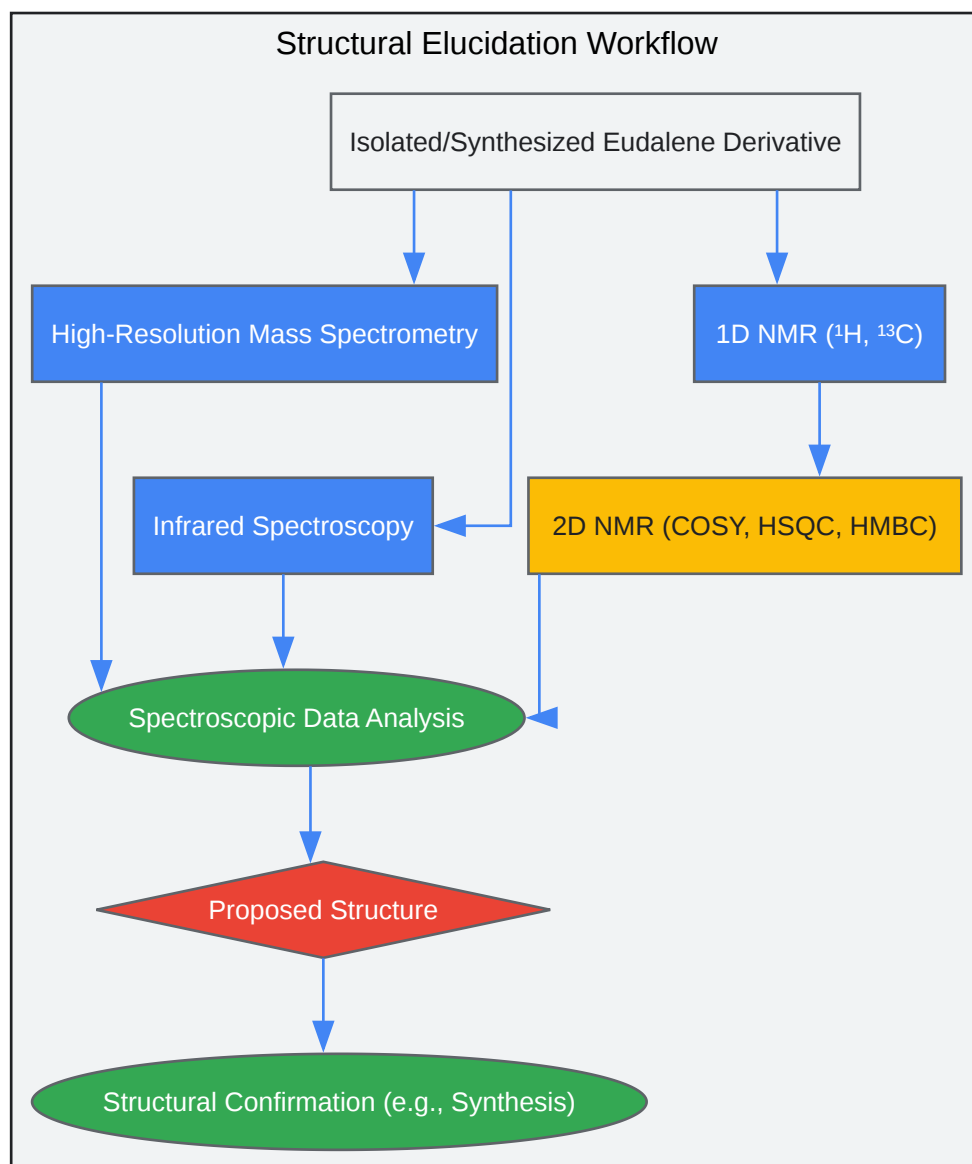 Structural Elucidation Workflow
Isolated/Synthesized Eudalene Derivative
High-Resolution Mass Spectrometry
1D NMR (¹H, ¹³C)
Infrared Spectroscopy
2D NMR (COSY, HSQC, HMBC)
Spectroscopic Data Analysis
Proposed Structure
Structural Confirmation (e.g., Synthesis)